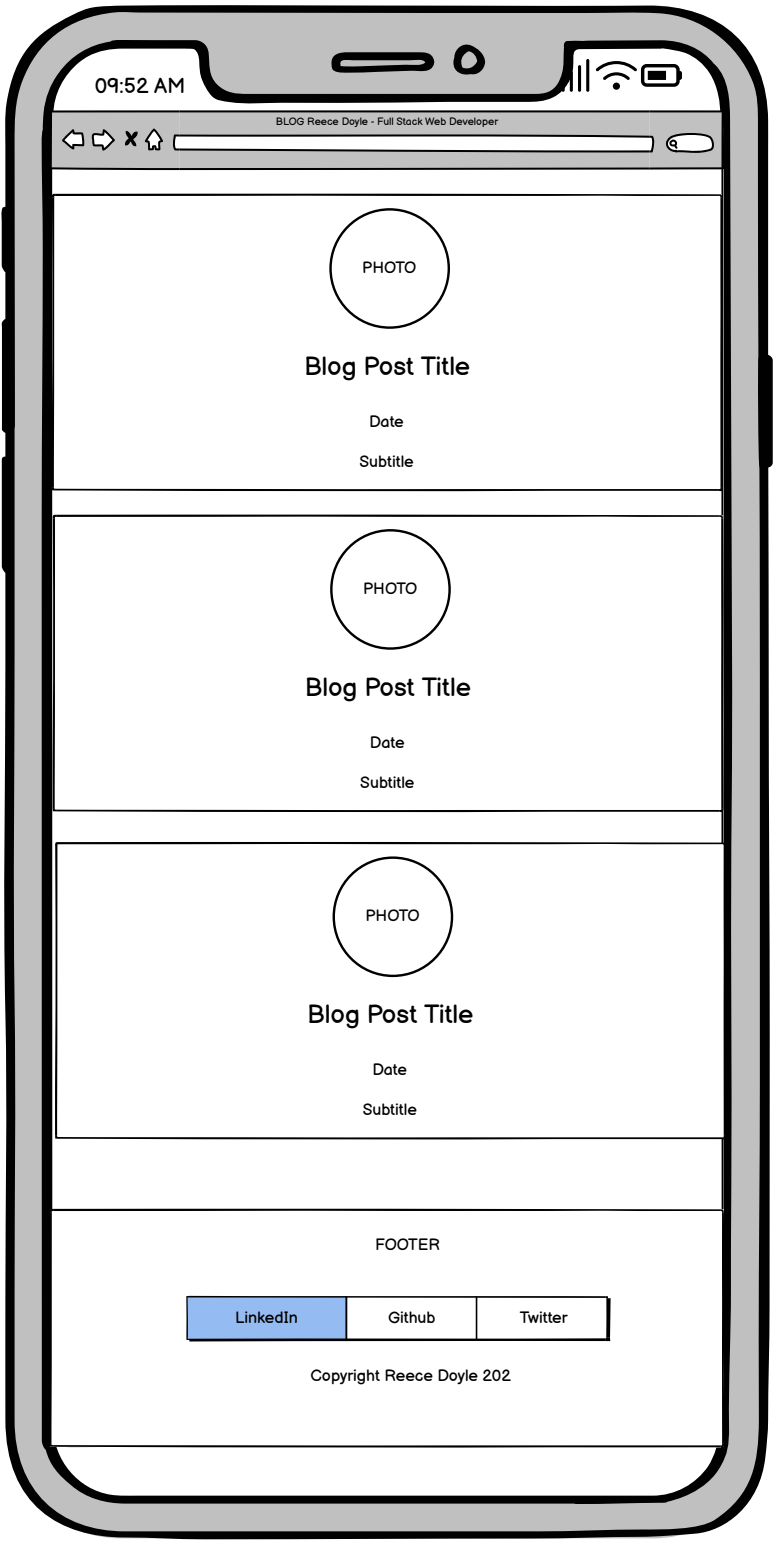 09:52 AM
BLOG Reece Doyle - Full Stack Web Developer
PHOTO
Blog Post Title
Date
Subtitle
PHOTO
Blog Post Title
Date
Subtitle
PHOTO
Blog Post Title
Date
Subtitle
FOOTER
LinkedIn Github Twitter
Copyright Reece Doyle 202